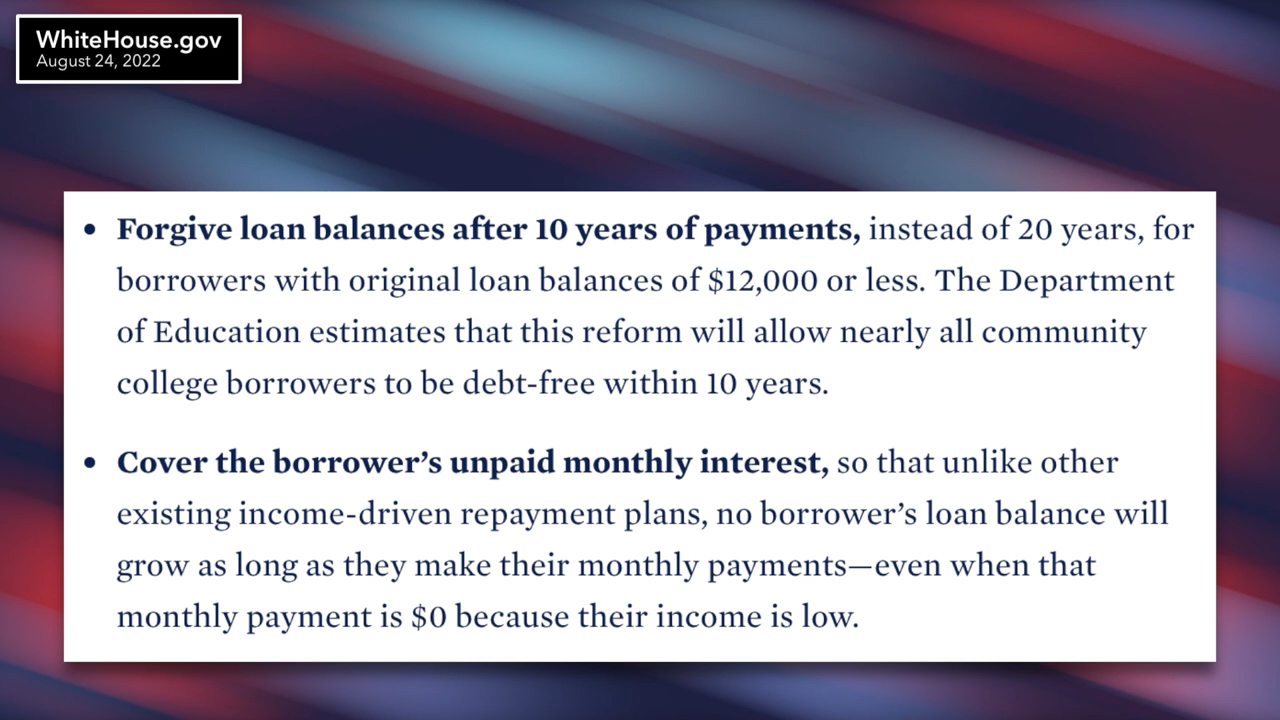 WhiteHouse.gov
August 24, 2022
• Forgive loan balances after 10 years of payments, instead of 20 years, for
borrowers with original loan balances of $12,000 or less. The Department
of Education estimates that this reform will allow nearly all community
college borrowers to be debt-free within 10 years.
• Cover the borrower’s unpaid monthly interest, so that unlike other
existing income-driven repayment plans, no borrower’s loan balance will
grow as long as they make their monthly payments—even when that
monthly payment is $0 because their income is low.